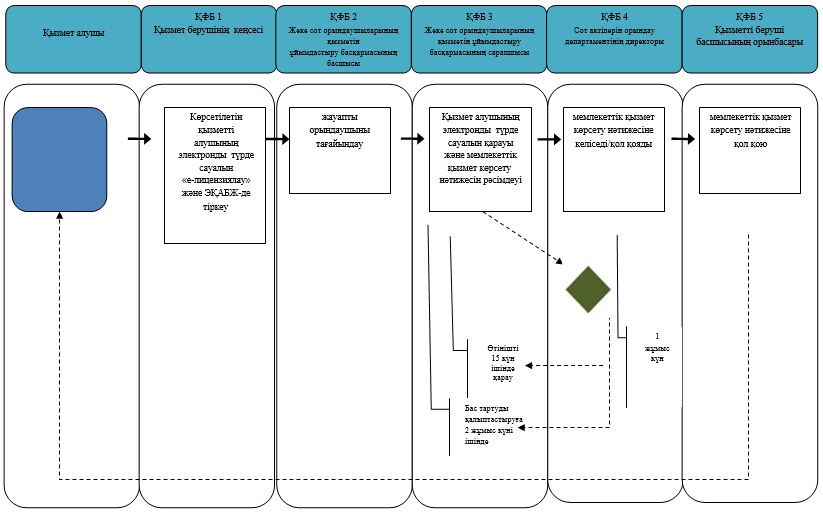 Қызмет алушы
ҚФБ 1
Қызмет берушінің кеңсесі
ҚФБ 2
Жеке сот орындаушыларының
қызметін
ұйымдастыру басқармасының
басшысы
ҚФБ 3
Жеке сот орындаушыларының
қызметін ұйымдастыру
басқармасының сарапшысы
ҚФБ 4
Сот актілерін орындау
департаментінің директоры
ҚФБ 5
Қызметті беруші
басшысының орынбасары
Көрсетілетін
қызметті
алушының
электронды түрде
сауалын
«е-лицензиялау»
және ЭҚАБЖ-де
тіркеу
жауапты
орындаушыны
тағайындау
Қызмет алушының
электронды түрде
сауалын қарауы
және мемлекеттік
қызмет көрсету
нәтижесін рәсімдеуі
мемлекеттік қызмет
көрсету нәтижесіне
келіседі/қол қояды
мемлекеттік қызмет
көрсету нәтижесіне
қол қою
Өтінішті
15 күн
ішінде
қарау
1
жұмыс
күн
Бас тартуды
қалыптастыруға
2 жұмыс күні
ішінде